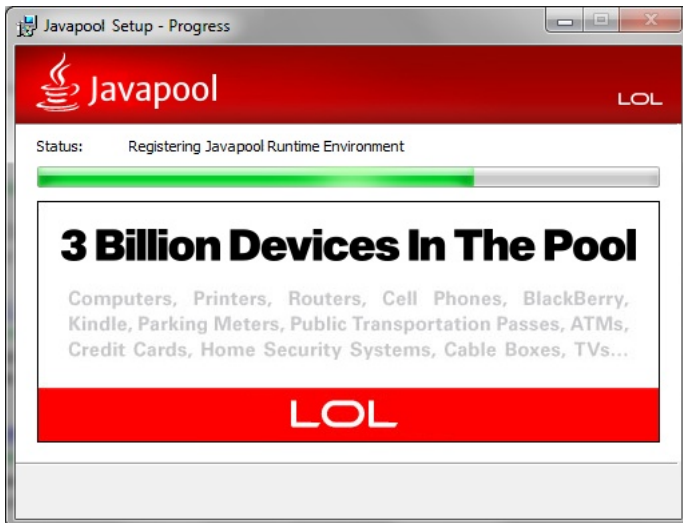 Javapool Setup - Progress
Javapool
LOL
Status: Registering Javapool Runtime Environment
3 Billion Devices In The Pool
Computers, Printers, Routers, Cell Phones, BlackBerry,
Kindle, Parking Meters, Public Transportation Passes, ATMs,
Credit Cards, Home Security Systems, Cable Boxes, TVs...
LOL